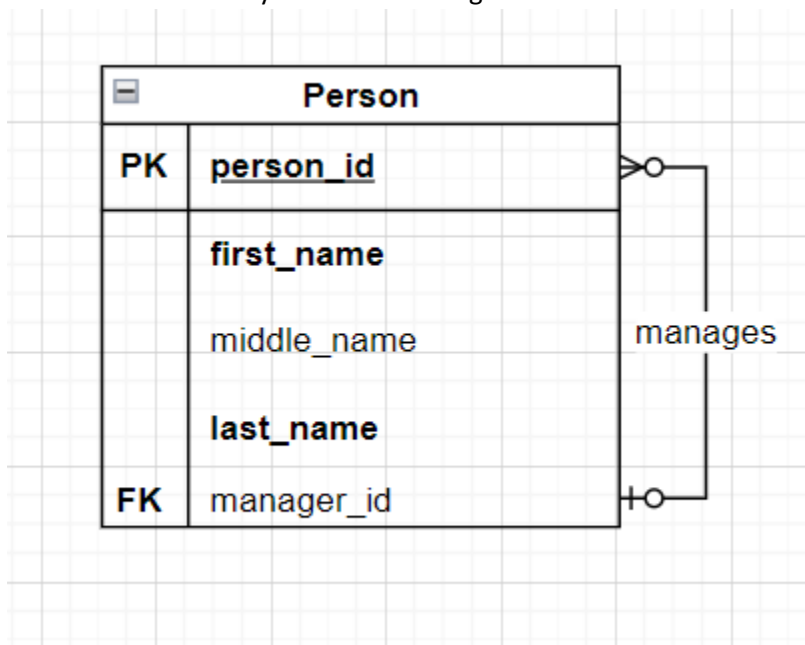 Person
PK person_id
first_name
middle_name
manages
last_name
FK manager_id